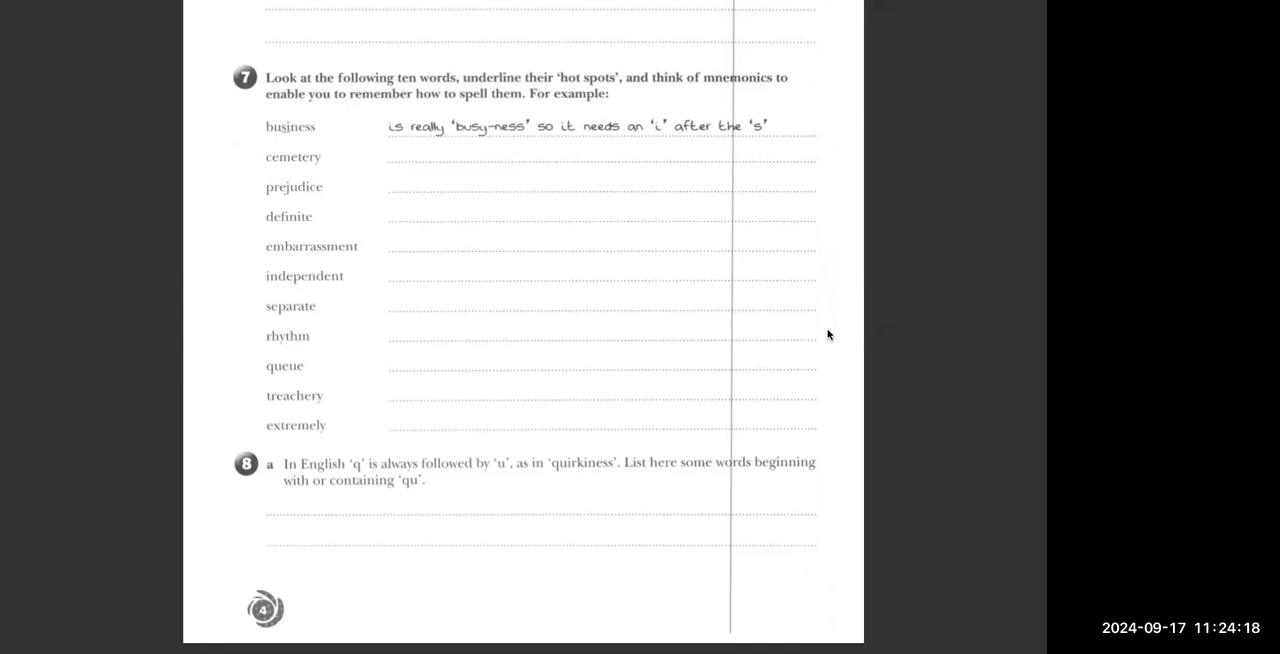 7 Look at the following ten words, underline their ‘hot spots’, and think of mnemonics to
enable you to remember how to spell them. For example:
business is really ‘busy-ness’ so it needs an ‘i’ after the ‘s’
cemetery
prejudice
definite
embarrassment
independent
separate
rhythm
queue
treachery
extremely
8 a In English ‘q’ is always followed by ‘u’, as in ‘quirkiness’. List here some words beginning
with or containing ‘qu’.
4
2024-09-17 11:24:18